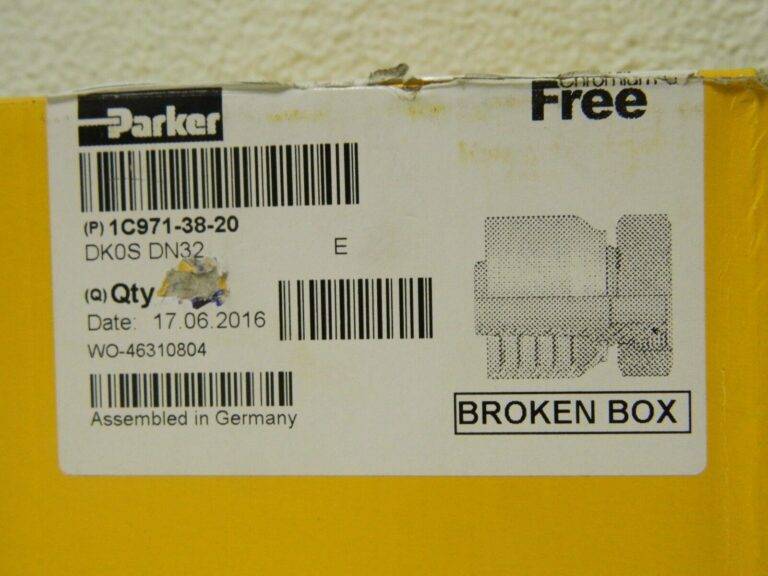 Parker
Free
(P) 1C971-38-20
DK0S DN32
E
(Q) Qty
Date: 17.06.2016
WO-46310804
Assembled in Germany
BROKEN BOX